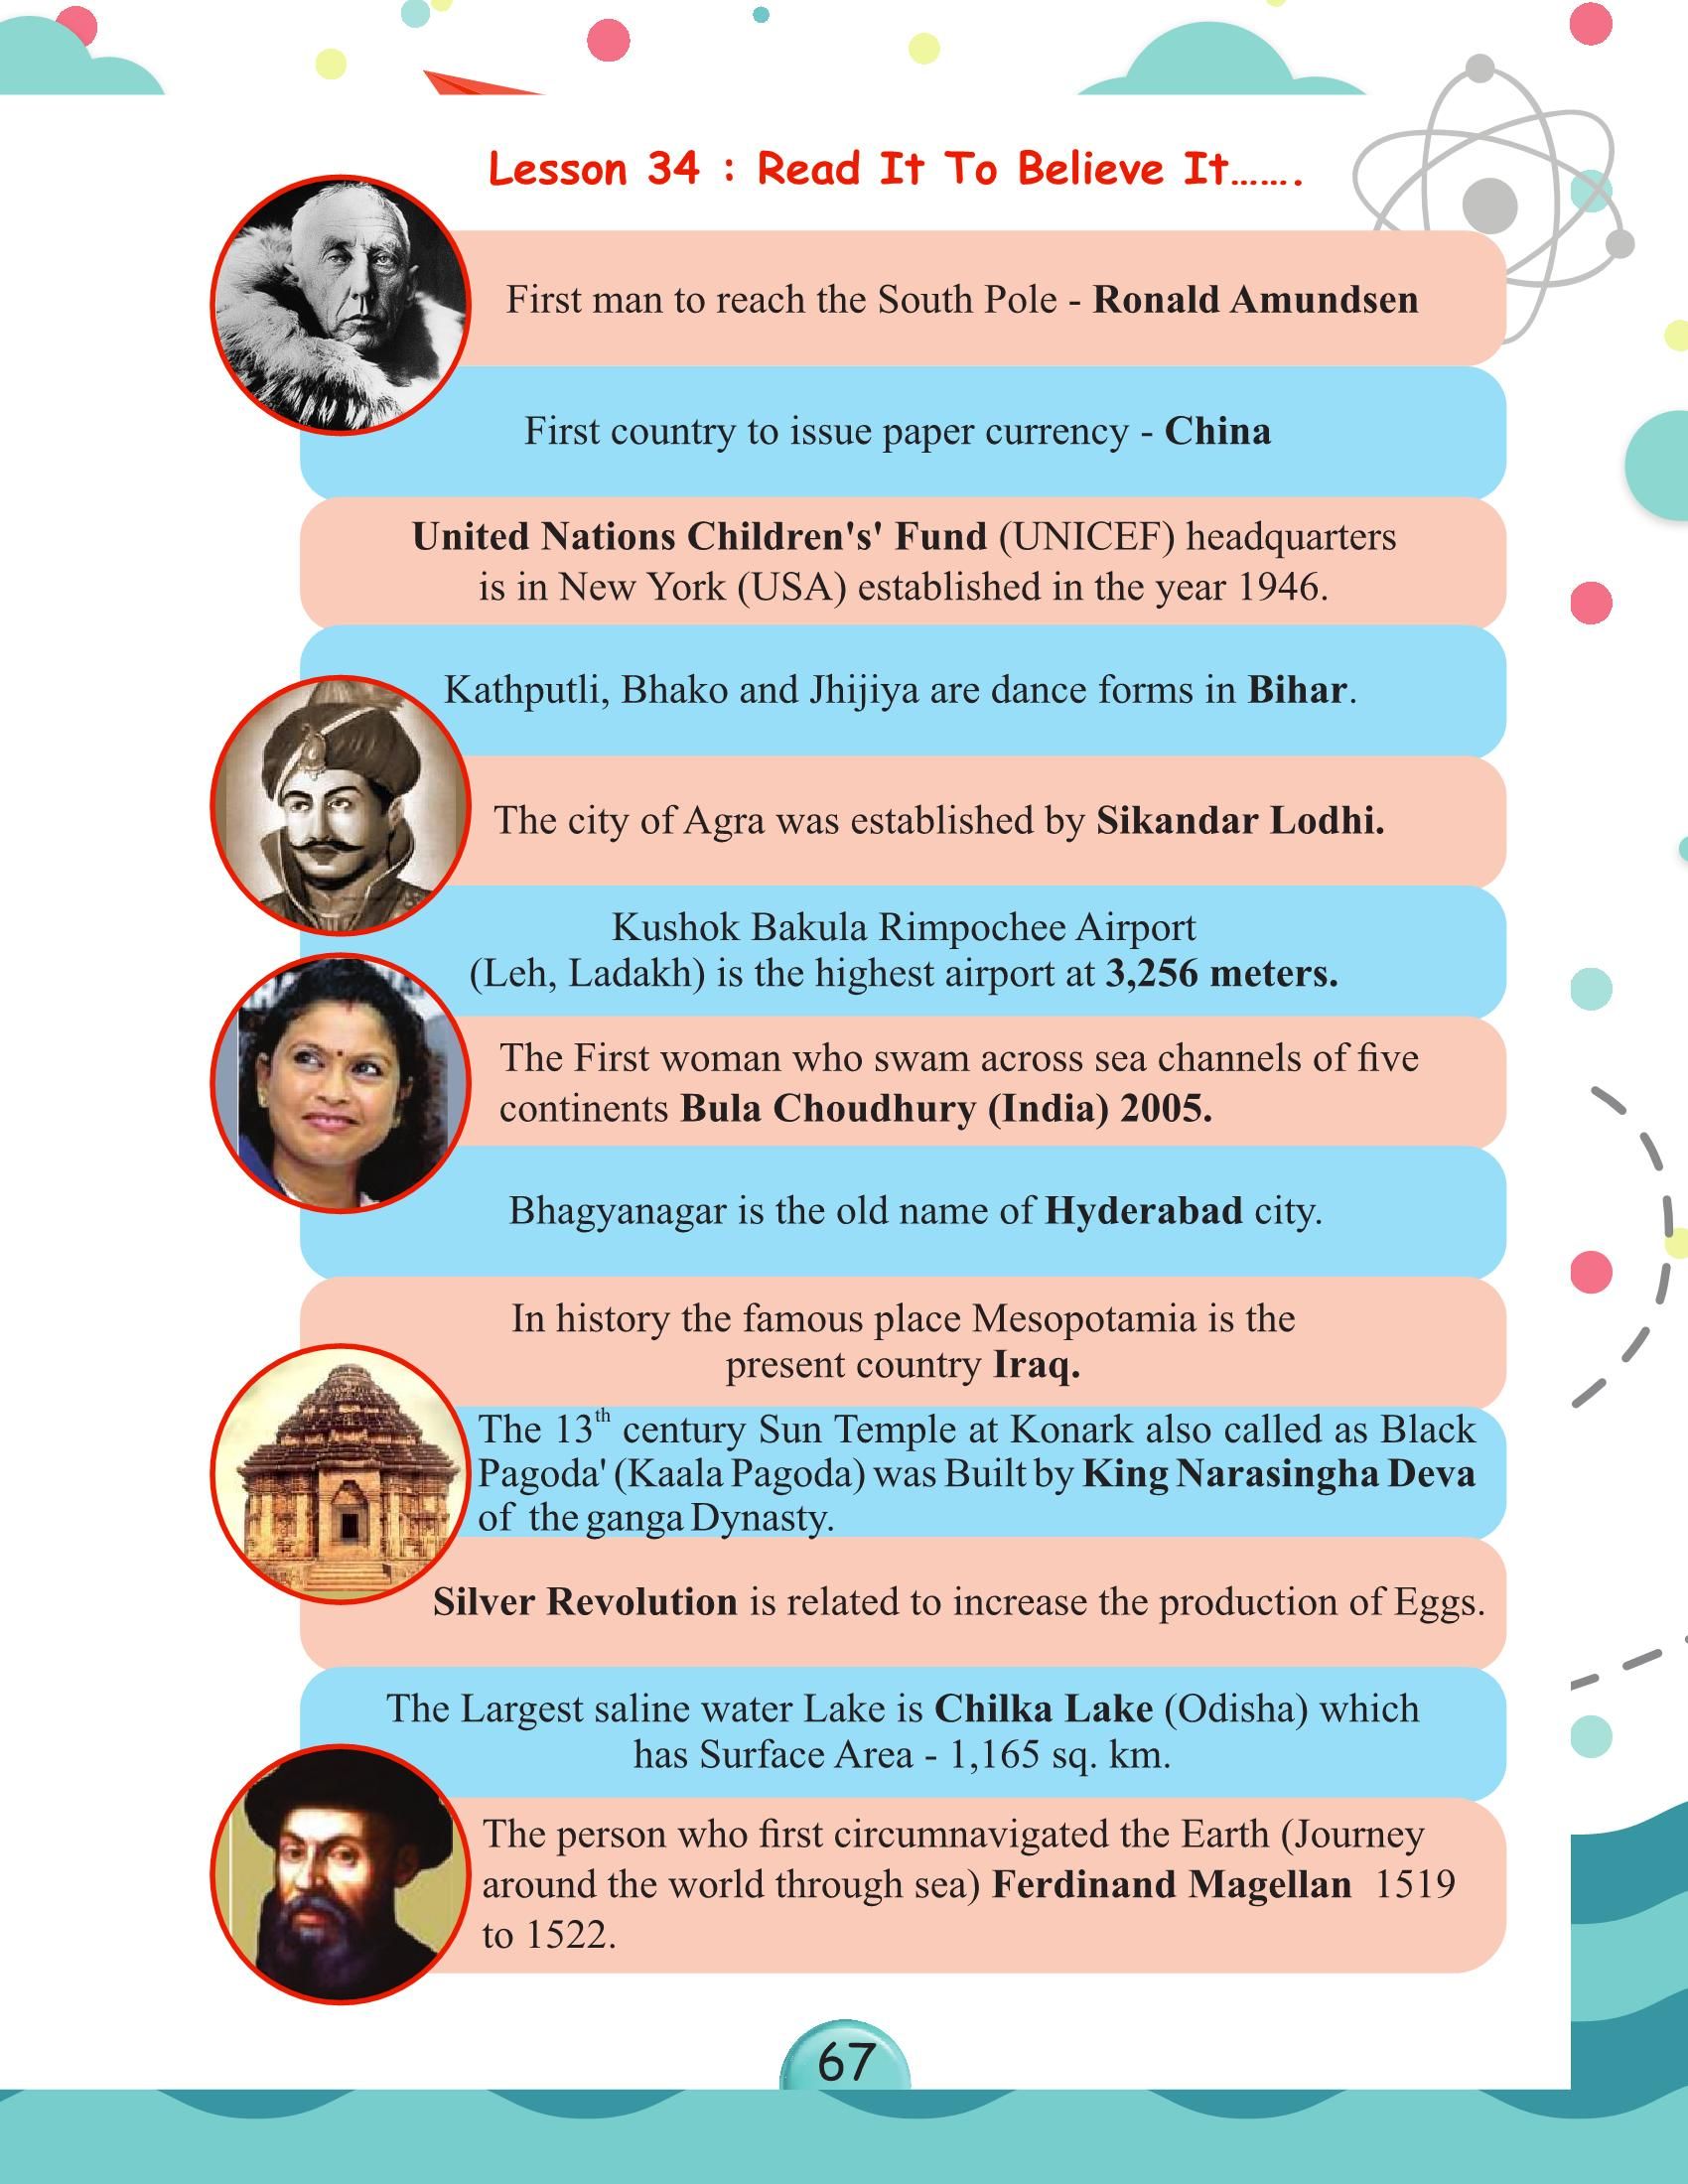 Lesson 34 : Read It To Believe It.......
First man to reach the South Pole - Ronald Amundsen
First country to issue paper currency - China
United Nations Children's' Fund (UNICEF) headquarters
is in New York (USA) established in the year 1946.
Kathputli, Bhako and Jhijiya are dance forms in Bihar.
The city of Agra was established by Sikandar Lodhi.
Kushok Bakula Rimpochee Airport
(Leh, Ladakh) is the highest airport at 3,256 meters.
The First woman who swam across sea channels of five
continents Bula Choudhury (India) 2005.
Bhagyanagar is the old name of Hyderabad city.
In history the famous place Mesopotamia is the
present country Iraq.
The 13th century Sun Temple at Konark also called as Black
Pagoda' (Kaala Pagoda) was Built by King Narasingha Deva
of the ganga Dynasty.
Silver Revolution is related to increase the production of Eggs.
The Largest saline water Lake is Chilka Lake (Odisha) which
has Surface Area - 1,165 sq. km.
The person who first circumnavigated the Earth (Journey
around the world through sea) Ferdinand Magellan 1519
to 1522.
67